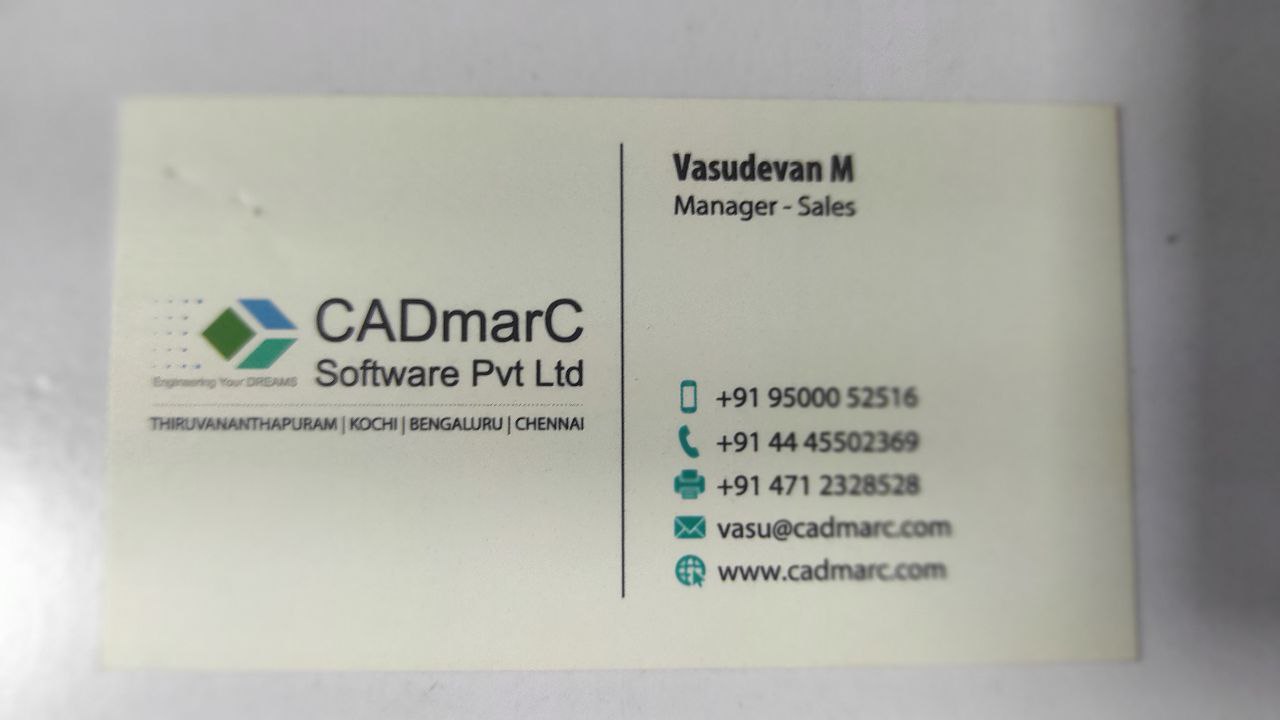 CADmarC
Software Pvt Ltd
Engineering Your DREAMS
THIRUVANANTHAPURAM | KOCHI | BENGALURU | CHENNAI
Vasudevan M
Manager - Sales
+91 95000 52516
+91 44 45502369
+91 471 2328528
vasu@cadmarc.com
www.cadmarc.com